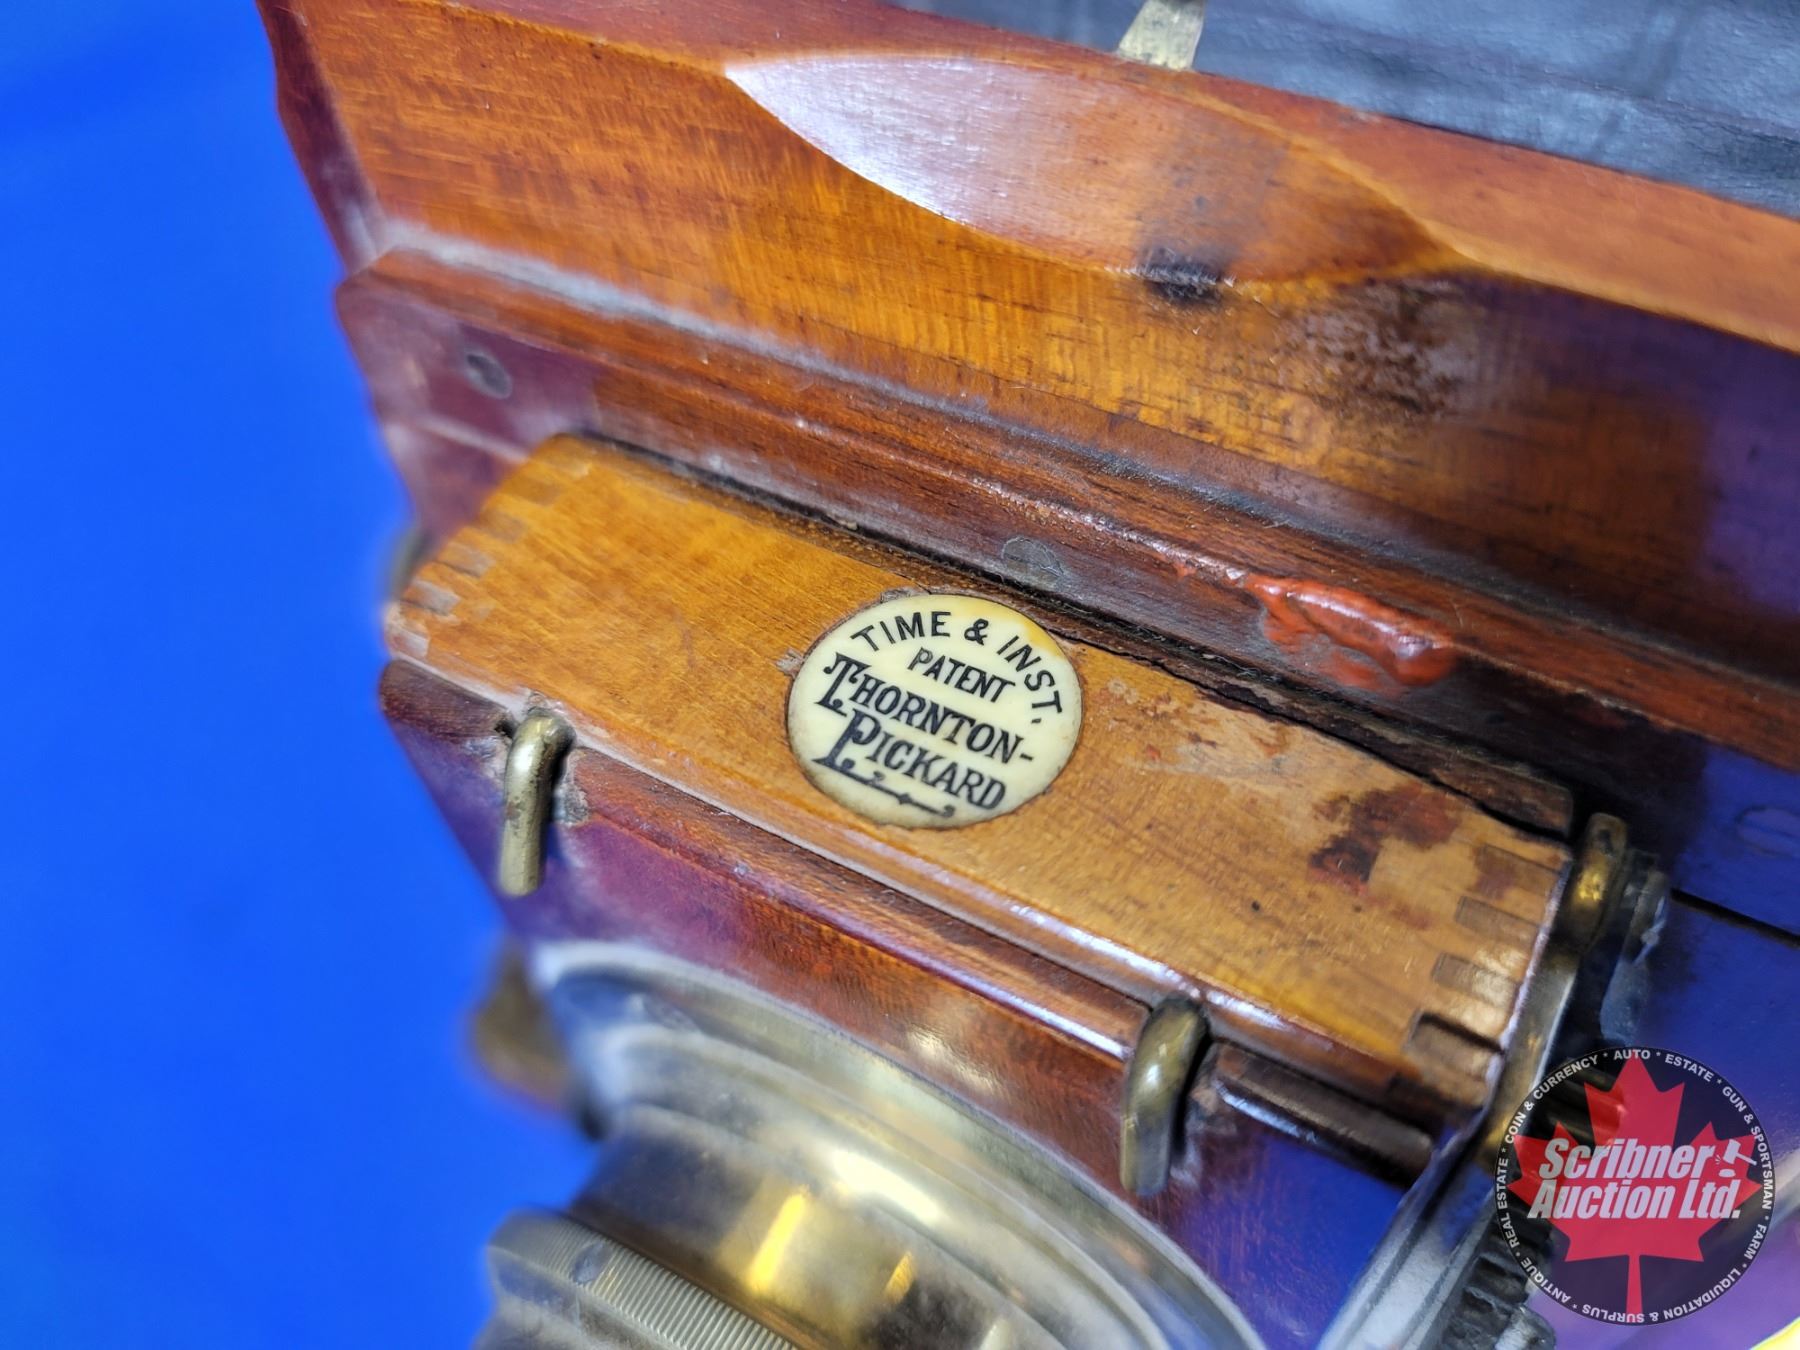 TIME & INST.
PATENT
THORNTON-
PICKARD
Scribner
Auction Ltd.
ANTIQUE * REAL ESTATE * COIN & CURRENCY * AUTO * ESTATE * GUN & SPORTSMAN * FARM * LIQUIDATION & SURPLUS *